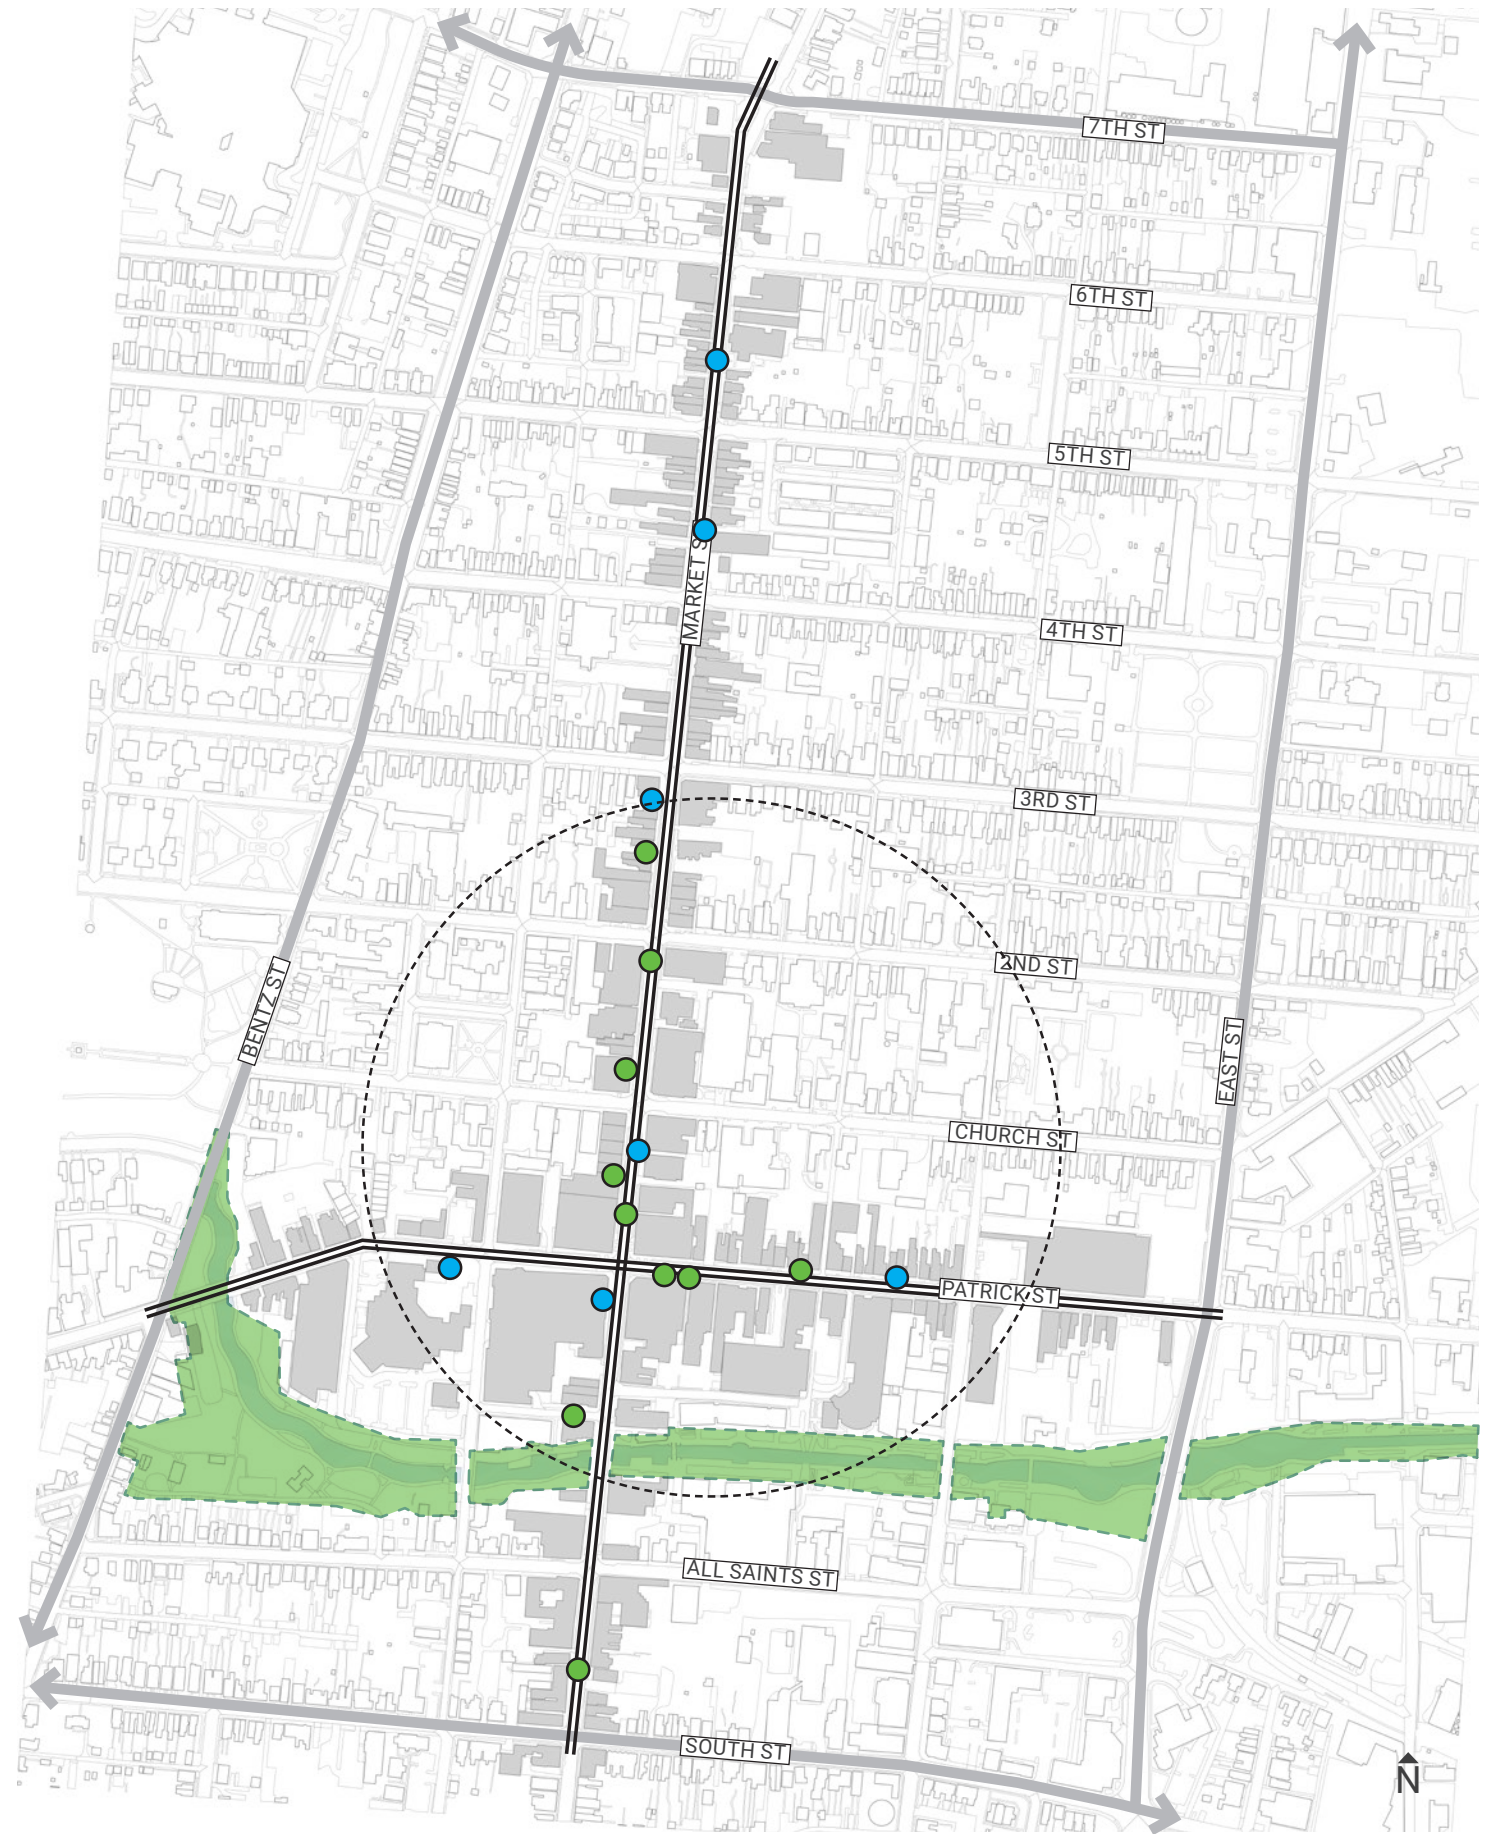 7TH ST
6TH ST
5TH ST
MARKET S
4TH ST
3RD ST
2ND ST
BENTZ ST
EAST ST
CHURCH ST
PATRICK ST
ALL SAINTS ST
SOUTH ST
N